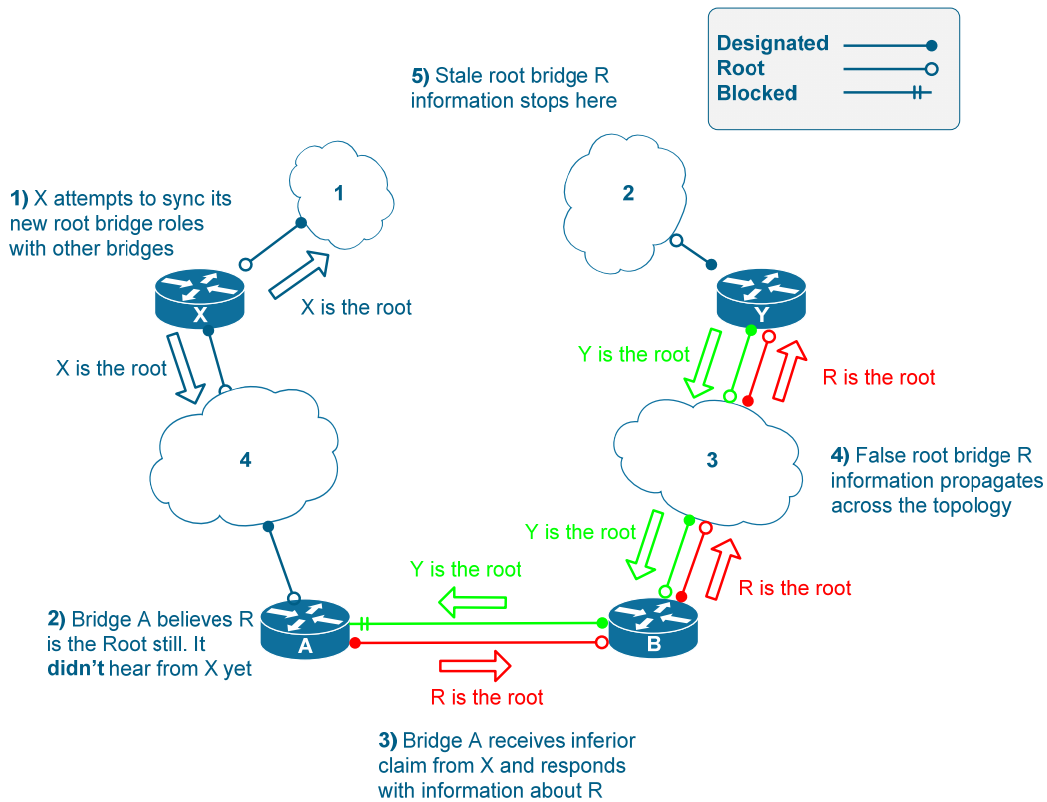 Designated
Root
Blocked
5) Stale root bridge R
information stops here
1) X attempts to sync its
new root bridge roles
with other bridges
1
2
X
X is the root
X is the root
Y
Y is the root
R is the root
4
3
4) False root bridge R
information propagates
across the topology
Y is the root
R is the root
Y is the root
2) Bridge A believes R
is the Root still. It
didn't hear from X yet
A
B
R is the root
3) Bridge A receives inferior
claim from X and responds
with information about R